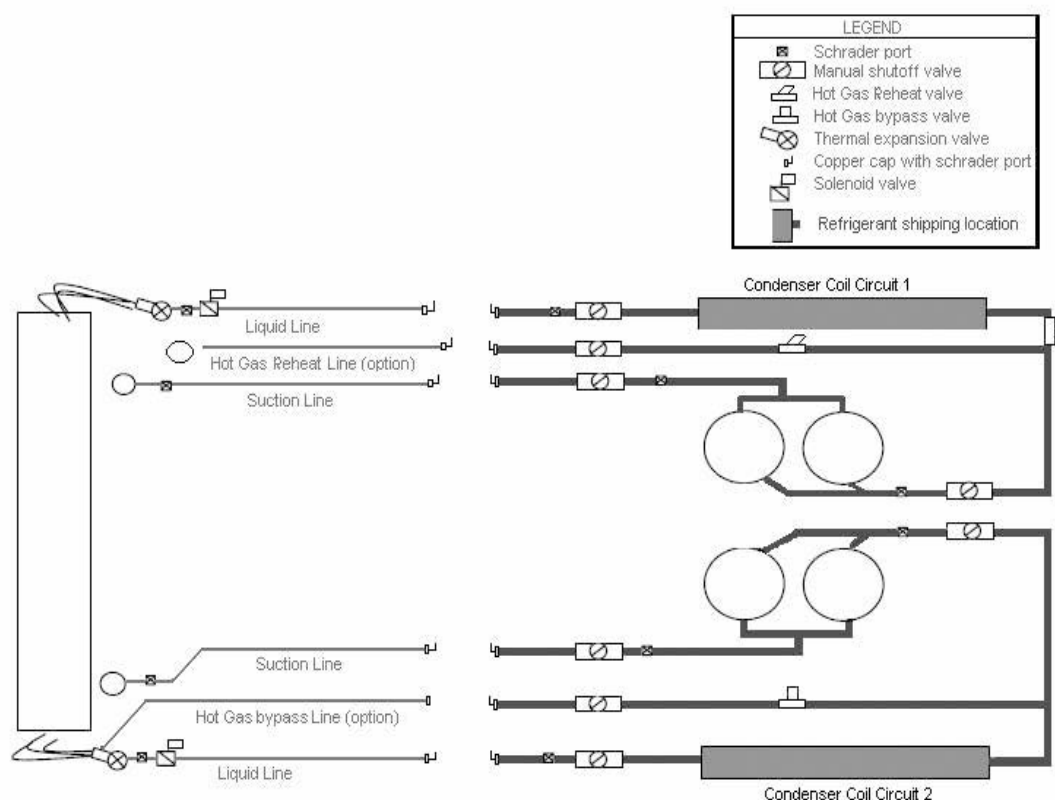 LEGEND
Schrader port
Manual shutoff valve
Hot Gas Reheat valve
Hot Gas bypass valve
Thermal expansion valve
Copper cap with schrader port
Solenoid valve
Refrigerant shipping location
Condenser Coil Circuit 1
Liquid Line
Hot Gas Reheat Line (option)
Suction Line
Suction Line
Hot Gas bypass Line (option)
Liquid Line
Condenser Coil Circuit 2